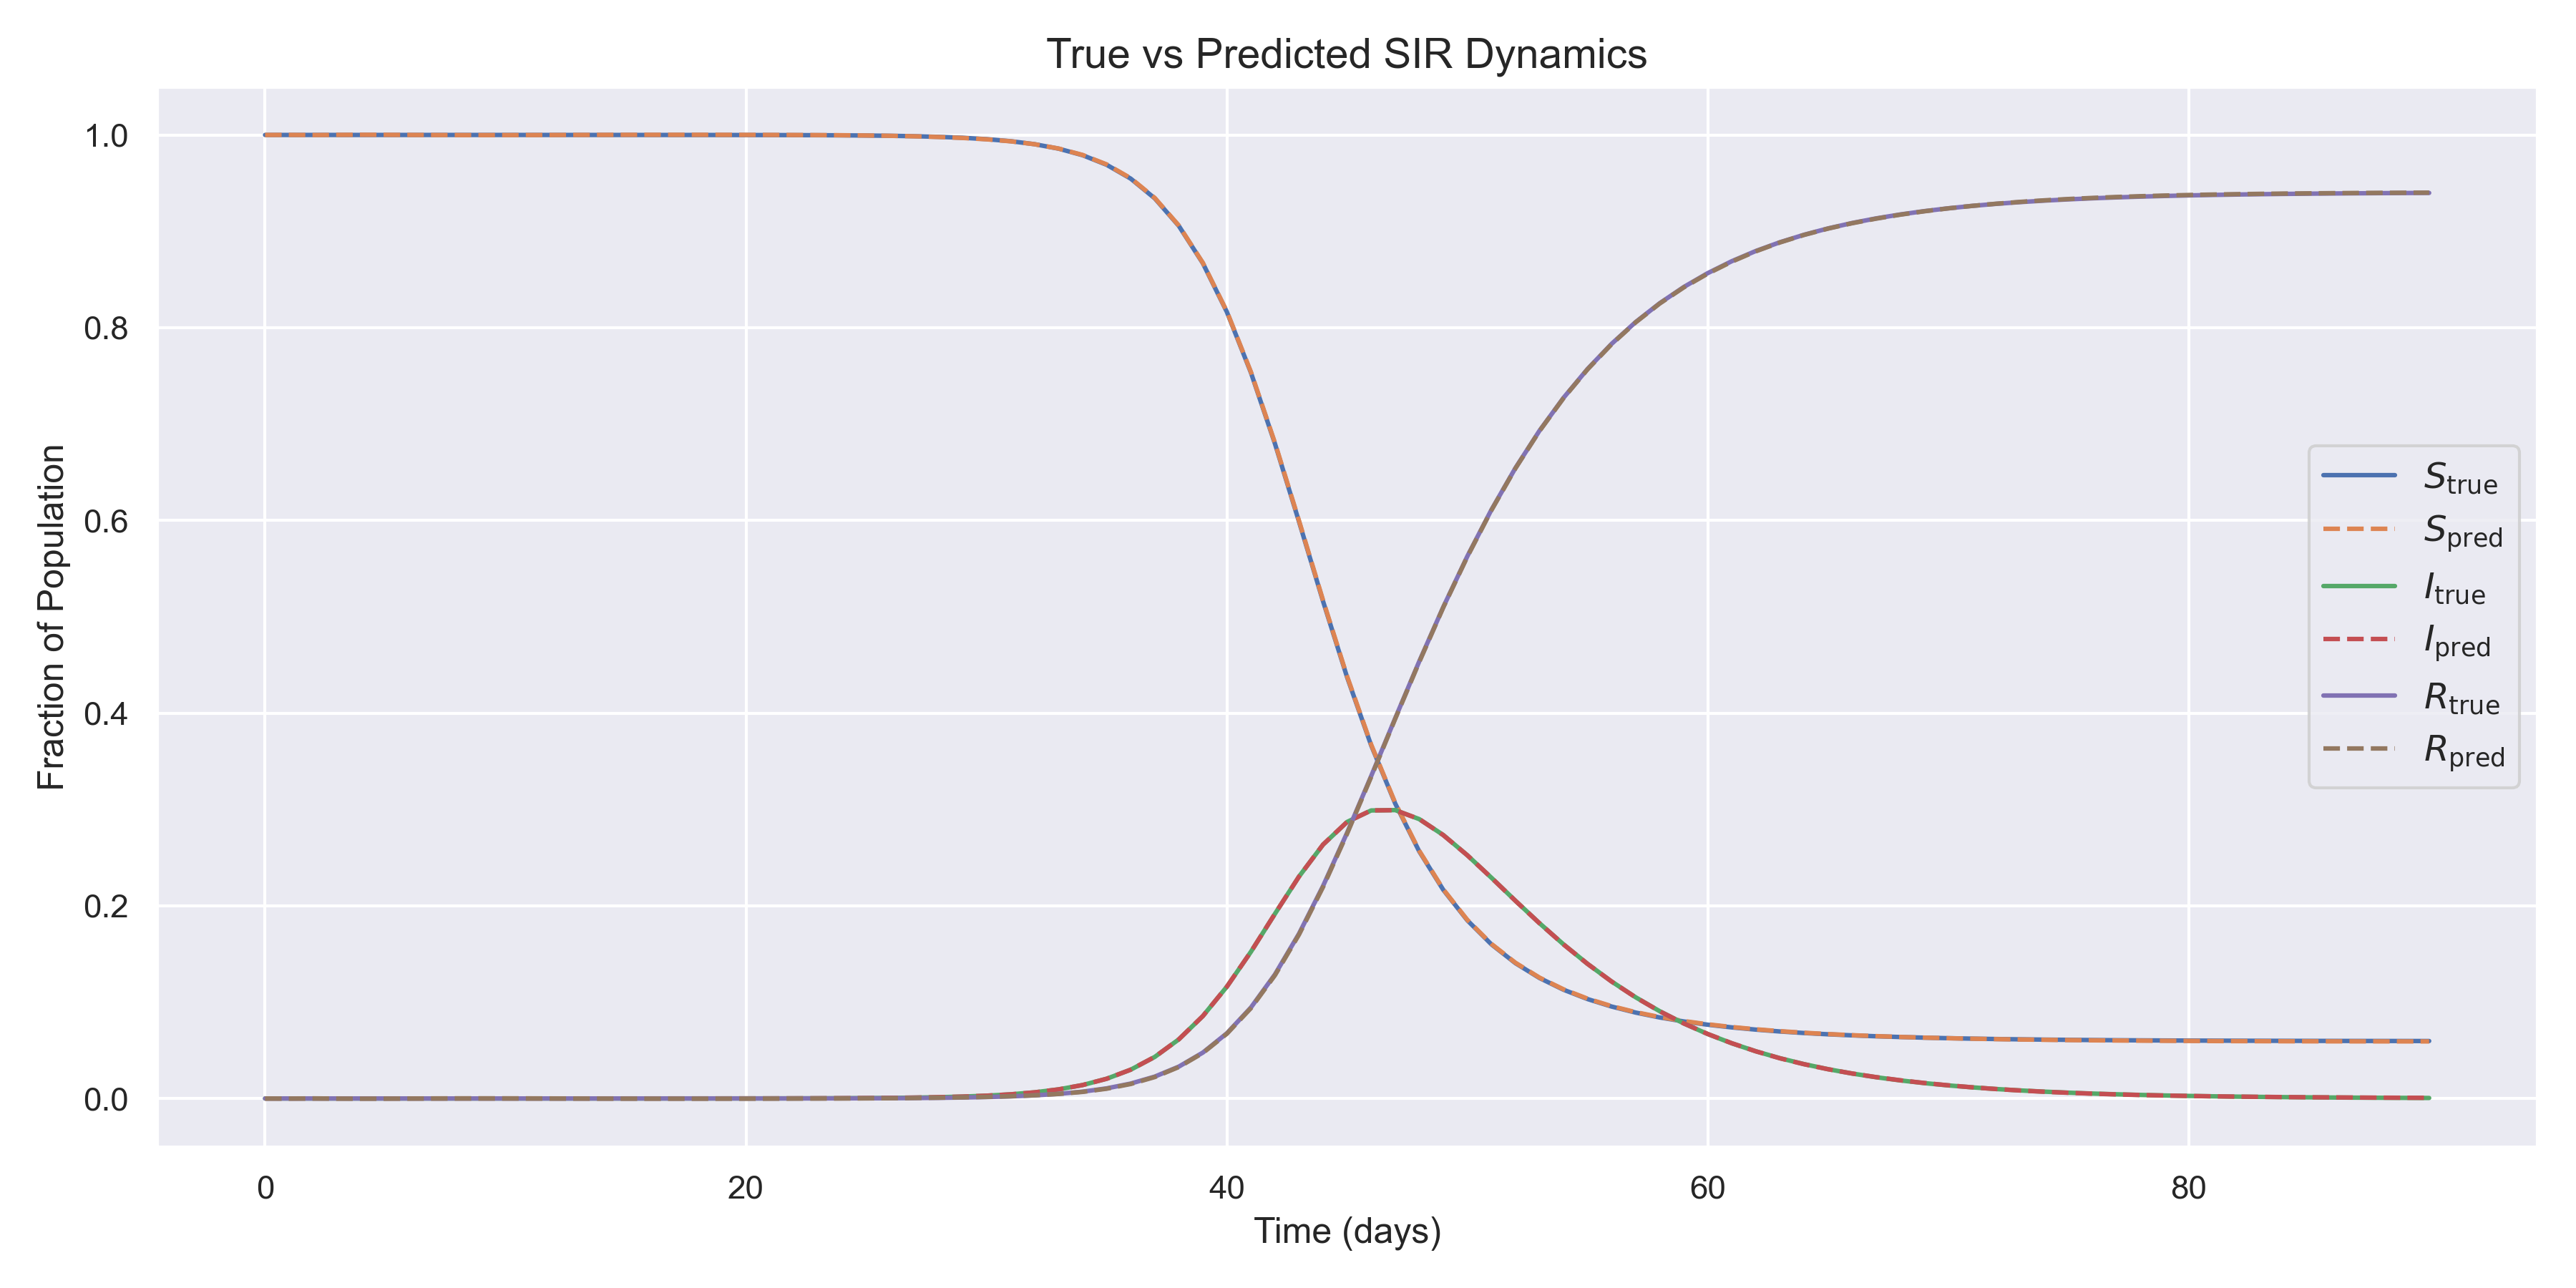 True vs Predicted SIR Dynamics
1.0
0.8
0.6
0.4
0.2
0.0
Fraction of Population
0 20 40 60 80
Time (days)
S_true
S_pred
I_true
I_pred
R_true
R_pred